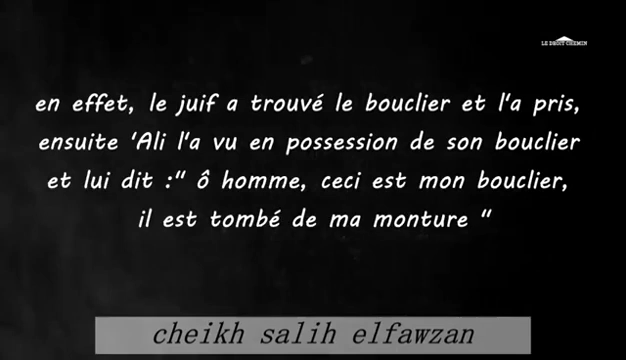 LE DROIT CHEMIN
en effet, le juif a trouvé le bouclier et l'a pris,
ensuite 'Ali l'a vu en possession de son bouclier
et lui dit :" ô homme, ceci est mon bouclier,
il est tombé de ma monture "
cheikh salih elfawzan